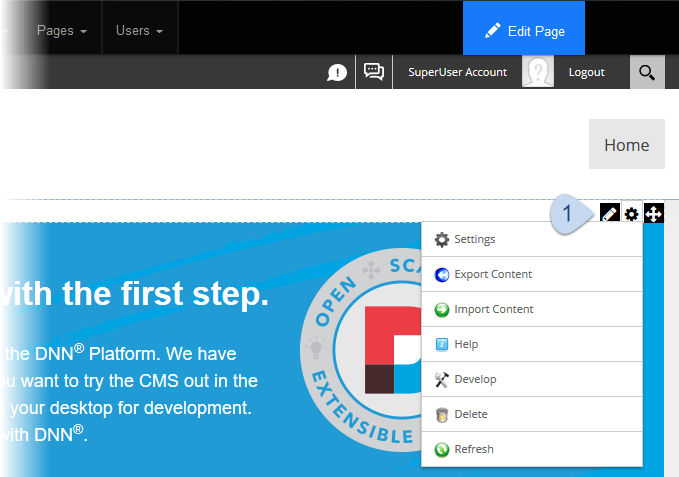 Pages
Users
Edit Page
SuperUser Account
Logout
Home
1
Settings
Export Content
Import Content
Help
Develop
Delete
Refresh
with the first step.
the DNN® Platform. We have
you want to try the CMS out in the
your desktop for development.
with DNN®.
OPEN
EXTENSIBLE